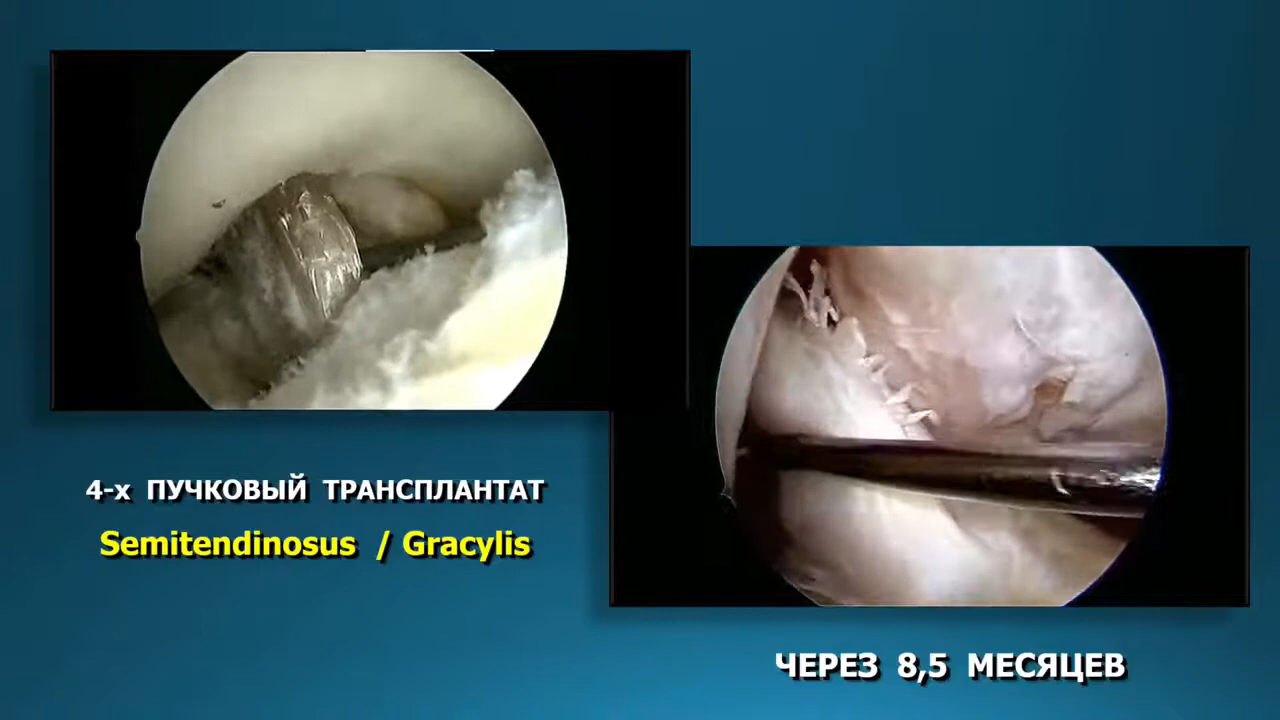 4-х ПУЧКОВЫЙ ТРАНСПЛАНТАТ
Semitendinosus / Gracylis
ЧЕРЕЗ 8,5 МЕСЯЦЕВ